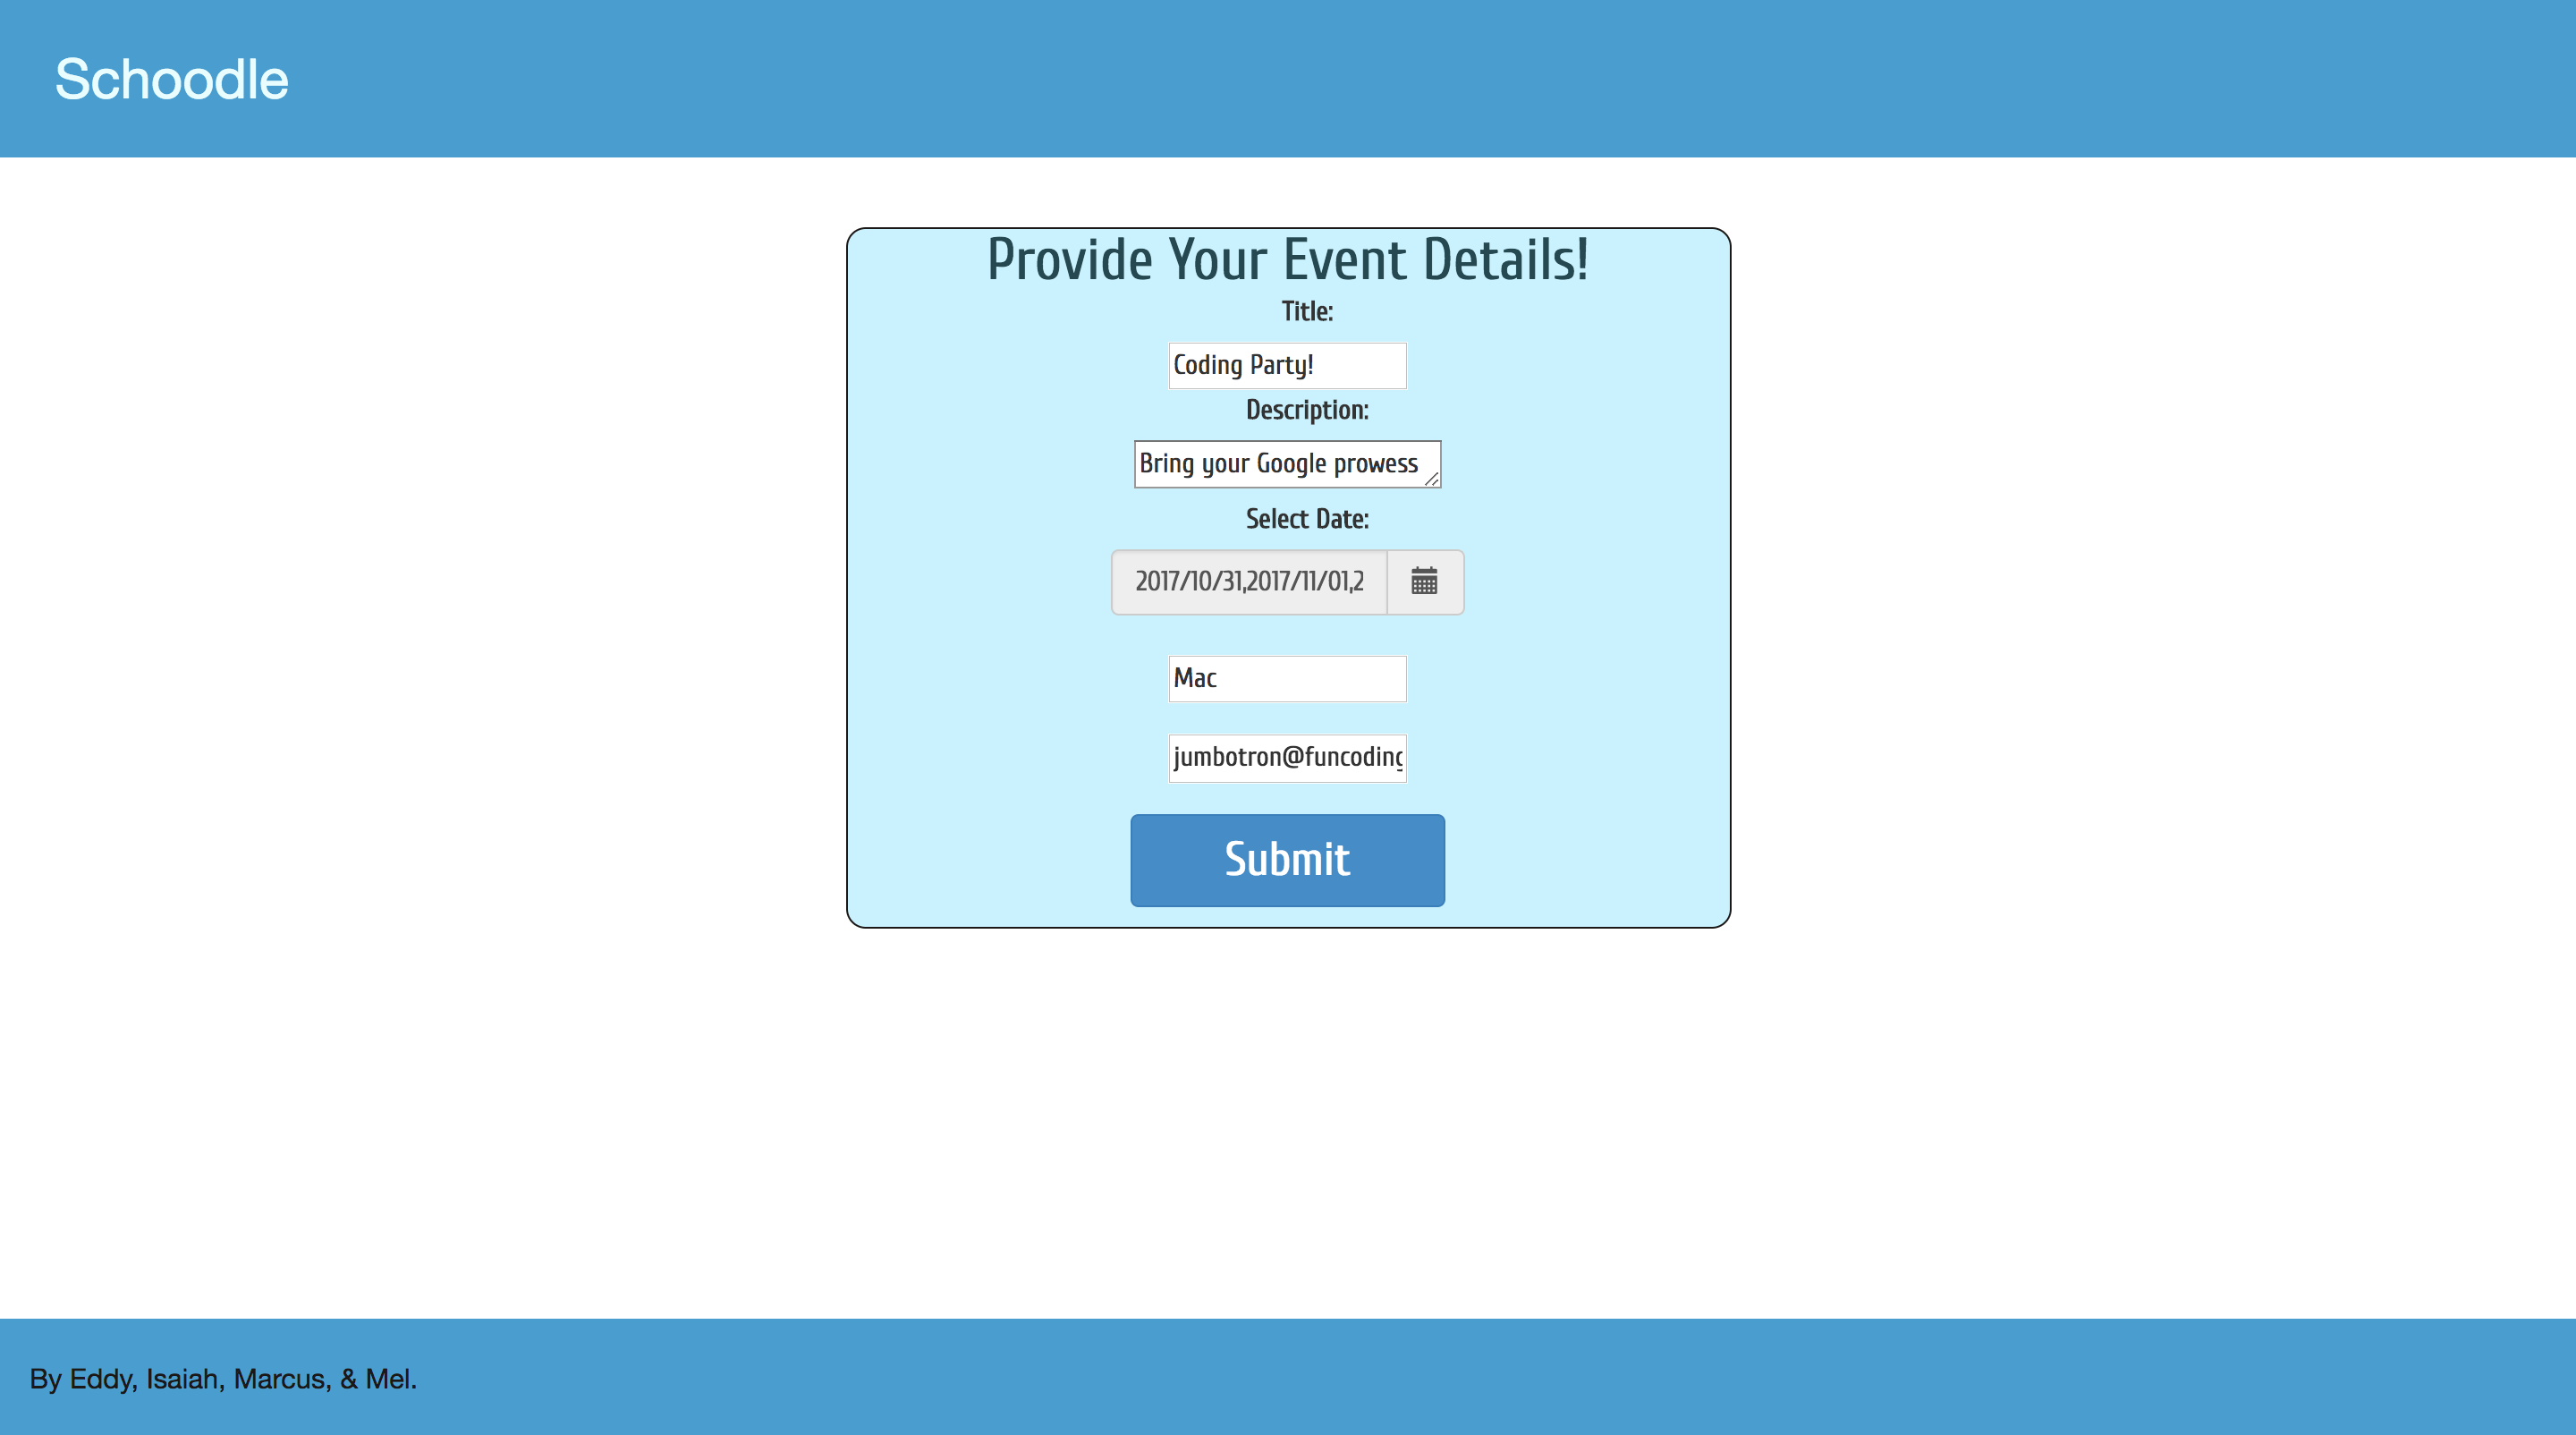 Schoodle
Provide Your Event Details!
Title:
Coding Party!
Description:
Bring your Google prowess
Select Date:
2017/10/31,2017/11/01,2
Mac
jumbotron@funcoding
Submit
By Eddy, Isaiah, Marcus, & Mel.